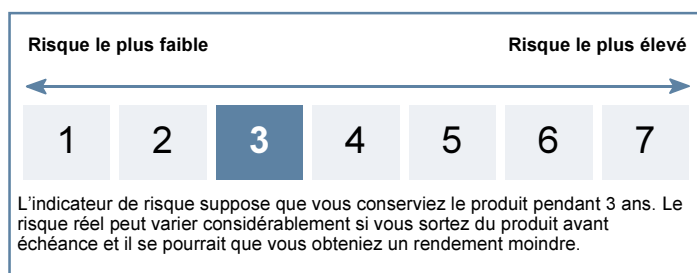 Risque le plus faible Risque le plus élevé
1 2 3 4 5 6 7
L'indicateur de risque suppose que vous conserviez le produit pendant 3 ans. Le
risque réel peut varier considérablement si vous sortez du produit avant
échéance et il se pourrait que vous obteniez un rendement moindre.